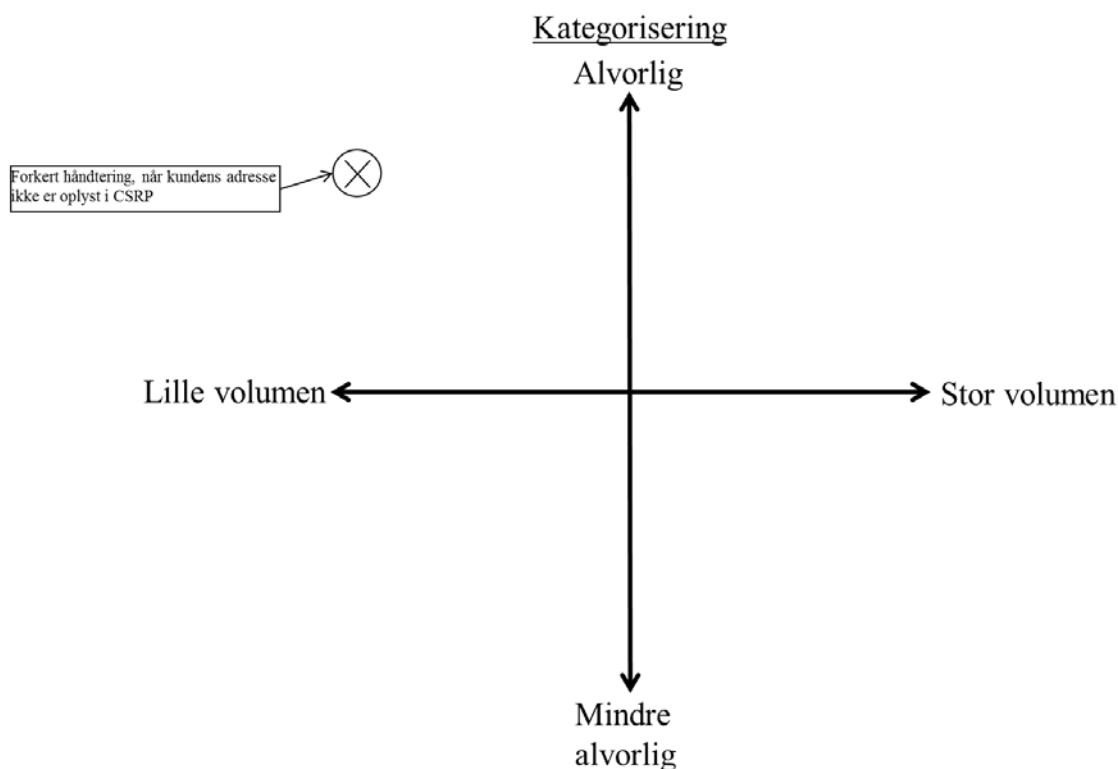 Kategorisering
Alvorlig
Forkert håndtering, når kundens adresse
ikke er oplyst i CSRP
Lille volumen
Stor volumen
Mindre
alvorlig